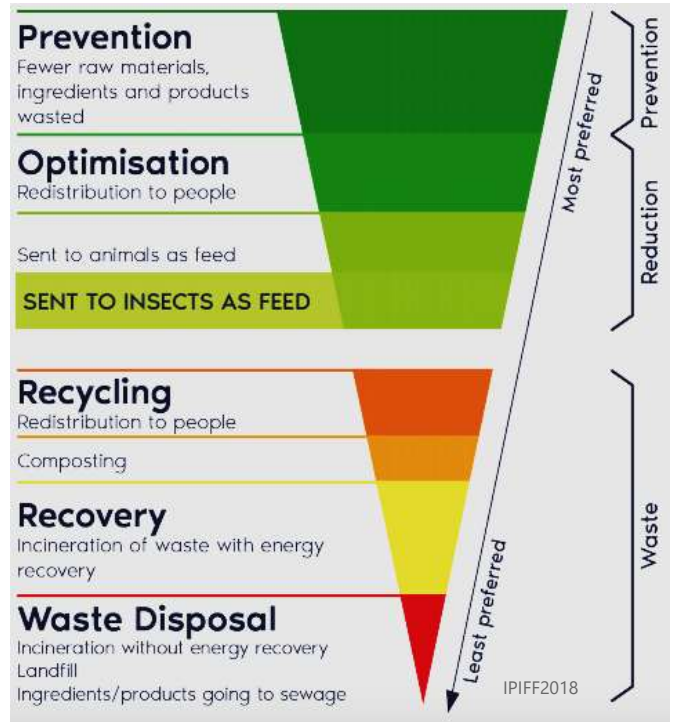 Prevention
Fewer raw materials,
ingredients and products
wasted
Optimisation
Redistribution to people
Sent to animals as feed
SENT TO INSECTS AS FEED
Recycling
Redistribution to people
Composting
Recovery
Incineration of waste with energy
recovery
Waste Disposal
Incineration without energy recovery
Landfill
Ingredients/products going to sewage
Most preferred
Least preferred
Prevention
Reduction
Waste
IPIFF2018